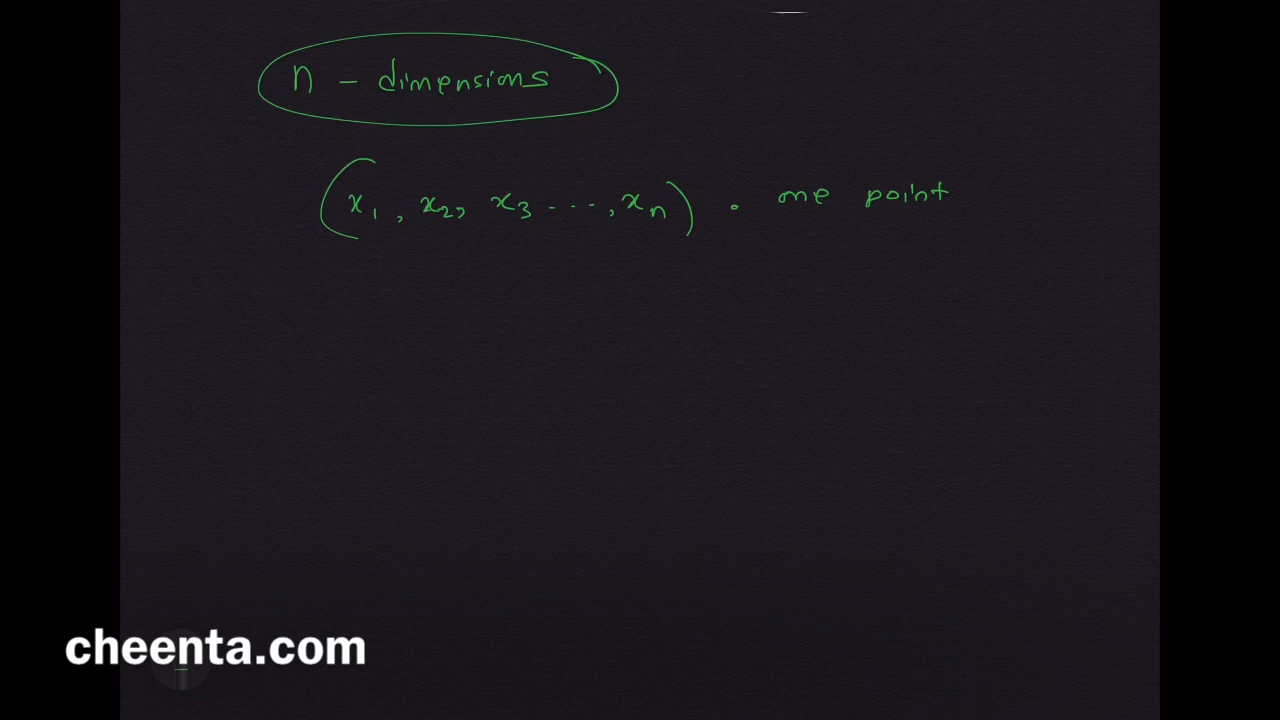 n - dimensions
(x₁, x₂, x₃ ..., xₙ) . one point
cheenta.com